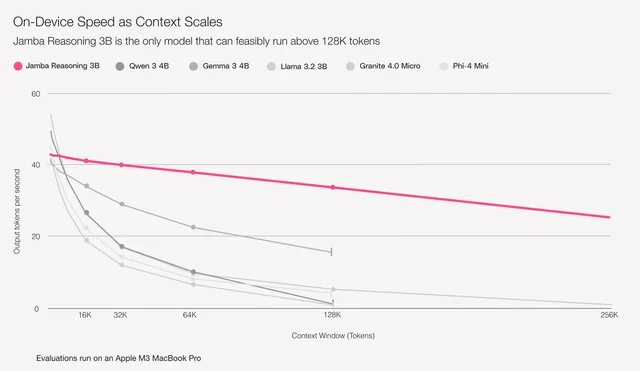 On-Device Speed as Context Scales
Jamba Reasoning 3B is the only model that can feasibly run above 128K tokens
Jamba Reasoning 3B Qwen 3 4B Gemma 3 4B Llama 3.2 3B Granite 4.0 Micro Phi-4 Mini
60
40
20
0
Output tokens per second
16K 32K 64K 128K 256K
Context Window (Tokens)
Evaluations run on an Apple M3 MacBook Pro